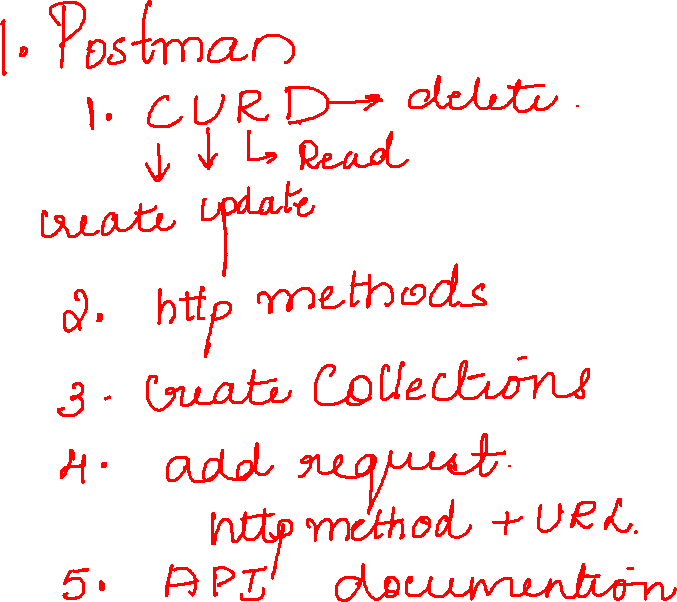 1. Postman
1. CURD → delete.
↓ ↓ ↳ Read
create update
2. http methods
3. Create Collections
4. add request.
http method + URL.
5. API documention